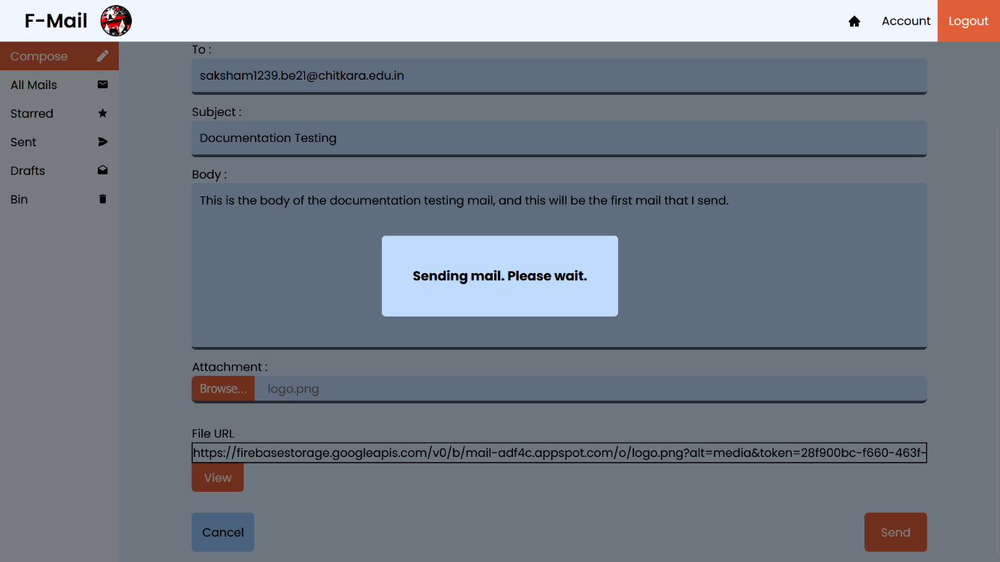 F-Mail
Account
Logout
Compose
All Mails
Starred
Sent
Drafts
Bin
To :
saksham1239.be21@chitkara.edu.in
Subject :
Documentation Testing
Body :
This is the body of the documentation testing mail, and this will be the first mail that I send.
Sending mail. Please wait.
Attachment :
Browse... logo.png
File URL
https://firebasestorage.googleapis.com/v0/b/mail-adf4c.appspot.com/o/logo.png?alt=media&token=28f900bc-f660-463f-
View
Cancel
Send